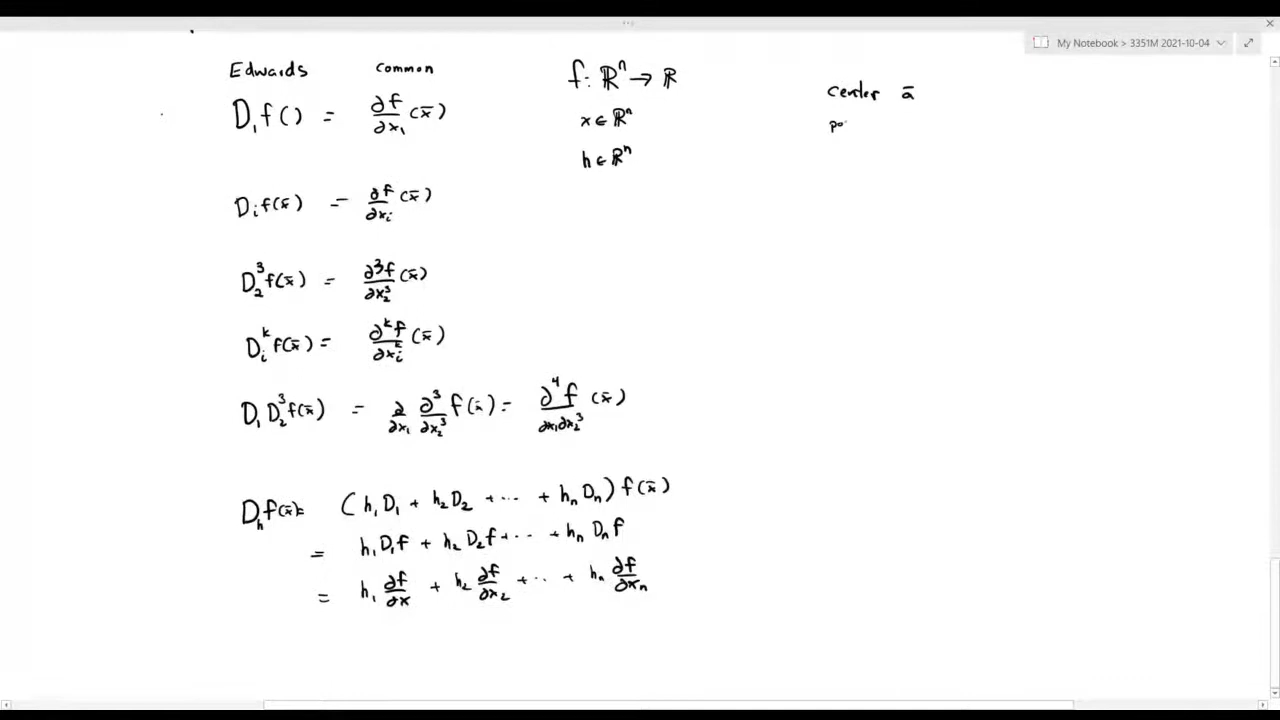 My Notebook > 3351M 2021-10-04
Edwards common f: ℝⁿ → ℝ center a̅
D₁f() = ∂f/∂x₁ (x̅) x ∈ ℝⁿ po
h ∈ ℝⁿ
Dᵢf(x̅) = ∂f/∂xᵢ (x̅)
D₂³f(x̅) = ∂³f/∂x₂³ (x̅)
Dᵢᵏf(x̅) = ∂ᵏf/∂xᵢᵏ (x̅)
D₁D₂³f(x̅) = ∂/∂x₁ ∂³/∂x₂³ f(x̅) = ∂⁴f/∂x₁∂x₂³ (x̅)
Dₕf(x̅) = (h₁D₁ + h₂D₂ + ⋯ + hₙDₙ) f(x̅)
= h₁D₁f + h₂D₂f + ⋯ + hₙDₙf
= h₁ ∂f/∂x + h₂ ∂f/∂x₂ + ⋯ + hₙ ∂f/∂xₙ